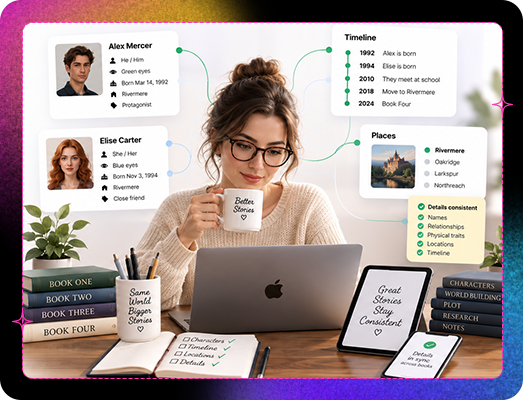 Alex Mercer
He / Him
Green eyes
Born Mar 14, 1992
Rivermere
Protagonist
Timeline
1992 Alex is born
1994 Elise is born
2010 They meet at school
2018 Move to Rivermere
2024 Book Four
Elise Carter
She / Her
Blue eyes
Born Nov 3, 1994
Rivermere
Close friend
Places
Rivermere
Oakridge
Larkspur
Northreach
Details consistent
Names
Relationships
Physical traits
Locations
Timeline
Better
Stories
BOOK ONE
BOOK TWO
BOOK THREE
BOOK FOUR
Same
World
Bigger
Stories
Characters
Timeline
Locations
Details
Great
Stories
Stay
Consistent
CHARACTERS
WORLD BUILDING
PLOT
RESEARCH
NOTES
Details
in sync
across books